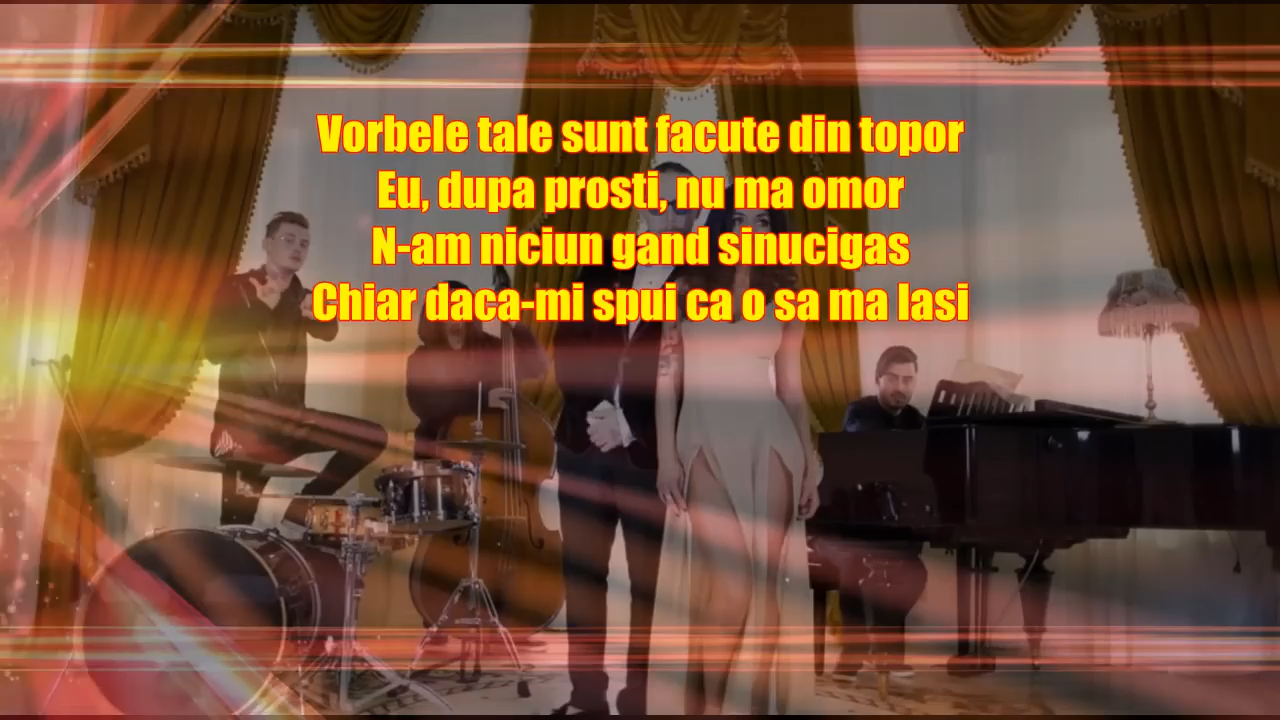 Vorbele tale sunt facute din topor
Eu, dupa prosti, nu ma omor
N-am niciun gand sinucigas
Chiar daca-mi spui ca o sa ma lasi